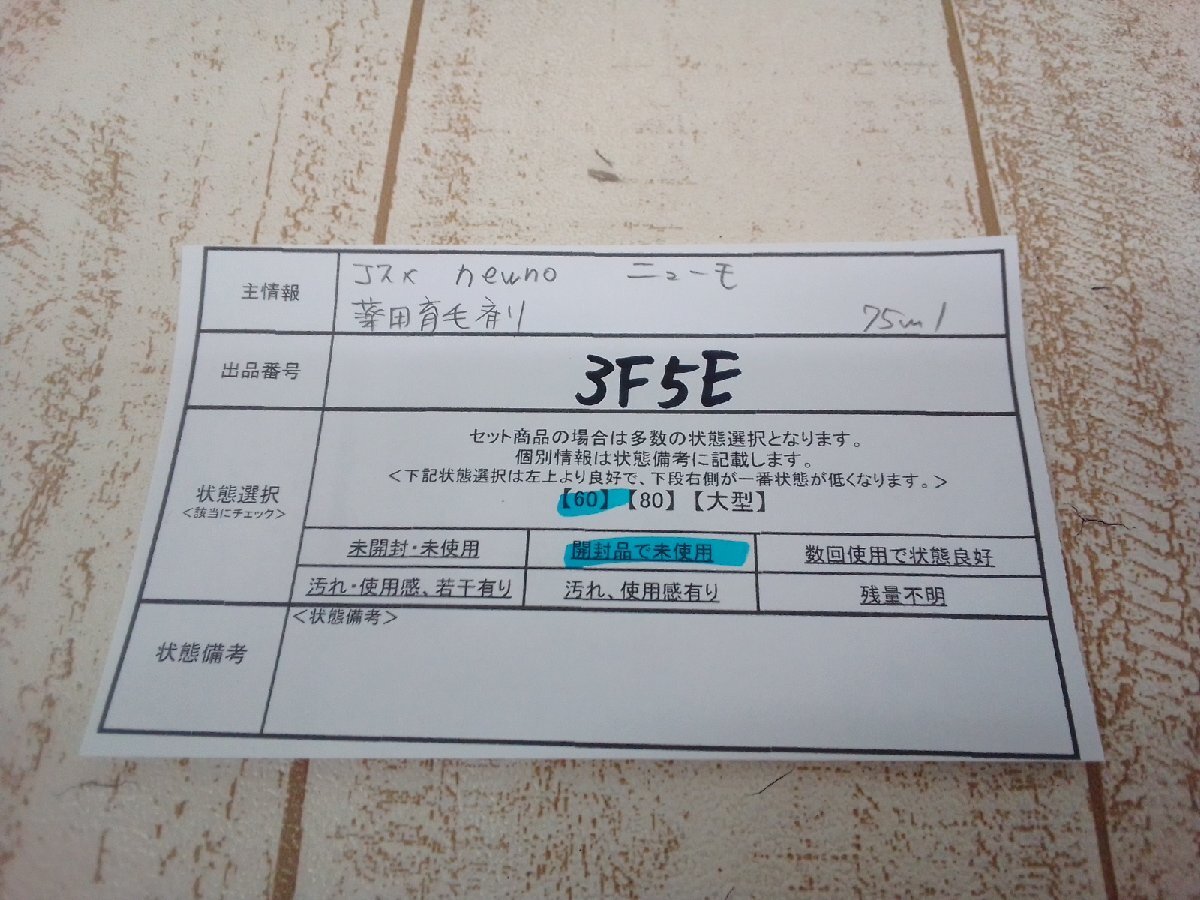 主情報
コスメ neuno ニューモ
薬用育毛剤 75ml
出品番号
3F5E
状態選択
<該当にチェック>
セット商品の場合は多数の状態選択となります。
個別情報は状態備考に記載します。
<下記状態選択は左上より良好で、下段右側が一番状態が低くなります。>
【60】【80】【大型】
未開封・未使用 開封品で未使用 数回使用で状態良好
汚れ・使用感、若干有り 汚れ、使用感有り 残量不明
状態備考
<状態備考>